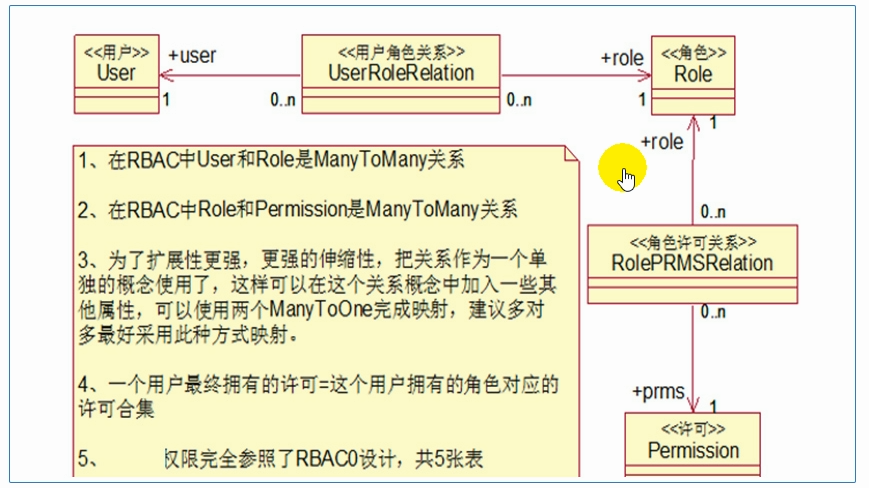 <<用户>>
User
+user
1
<<用户角色关系>>
UserRoleRelation
0..n
0..n
+role
1
<<角色>>
Role
1
+role
0..n
<<角色许可关系>>
RolePRMSRelation
0..n
+prms
1
<<许可>>
Permission
1、在RBAC中User和Role是ManyToMany关系
2、在RBAC中Role和Permission是ManyToMany关系
3、为了扩展性更强，更强的伸缩性，把关系作为一个单
独的概念使用了，这样可以在这个关系概念中加入一些其
他属性，可以使用两个ManyToOne完成映射，建议多对
多最好采用此种方式映射。
4、一个用户最终拥有的许可=这个用户拥有的角色对应的
许可合集
5、 权限完全参照了RBAC0设计，共5张表